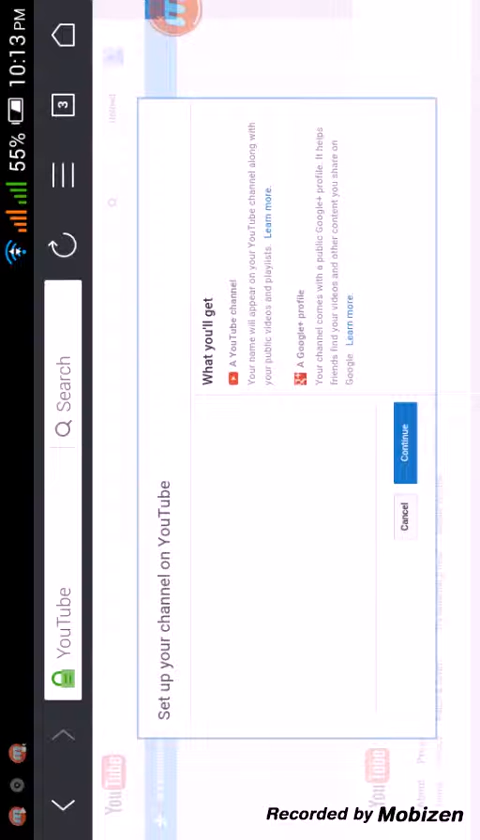 55% 10:13 PM
3
YouTube
Search
Set up your channel on YouTube
What you'll get
A YouTube channel
Your name will appear on your YouTube channel along with
your public videos and playlists. Learn more.
A Google+ profile
Your channel comes with a public Google+ profile. It helps
friends find your videos and other content you share on
Google. Learn more.
Cancel
Continue
YouTube
YouTube
Recorded by Mobizen